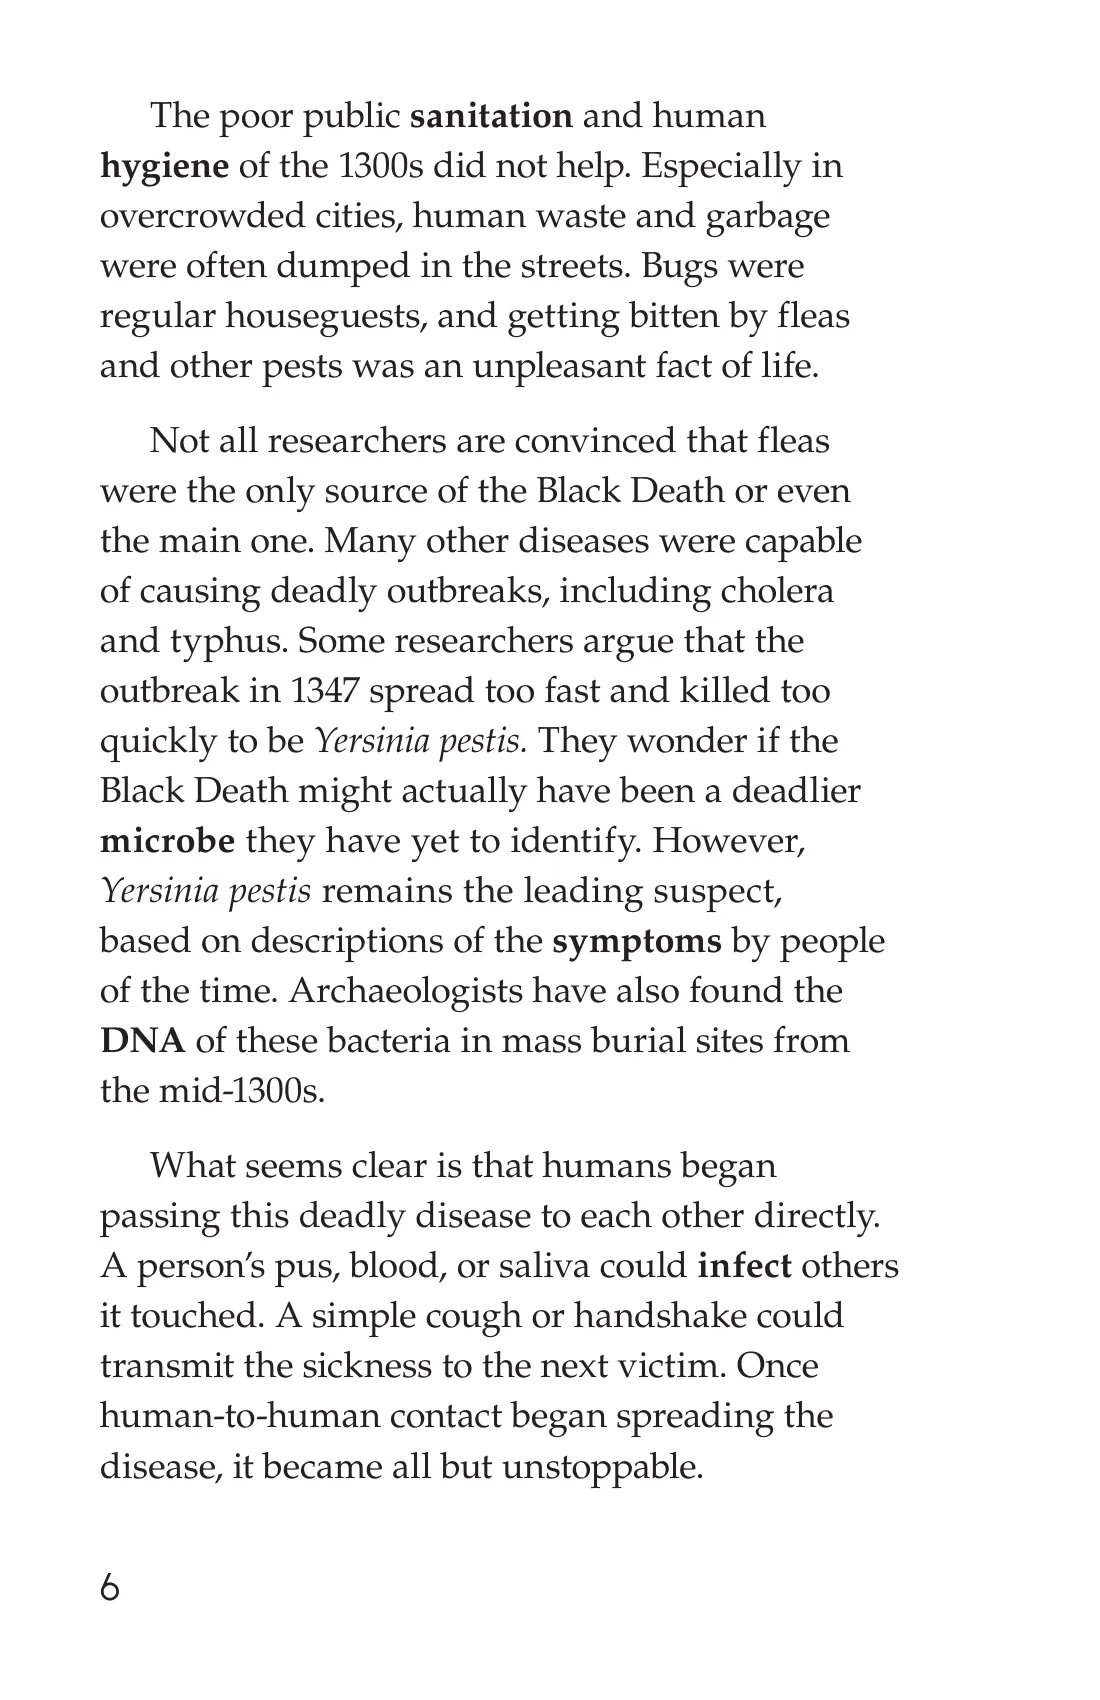 The poor public sanitation and human
hygiene of the 1300s did not help. Especially in
overcrowded cities, human waste and garbage
were often dumped in the streets. Bugs were
regular houseguests, and getting bitten by fleas
and other pests was an unpleasant fact of life.
Not all researchers are convinced that fleas
were the only source of the Black Death or even
the main one. Many other diseases were capable
of causing deadly outbreaks, including cholera
and typhus. Some researchers argue that the
outbreak in 1347 spread too fast and killed too
quickly to be Yersinia pestis. They wonder if the
Black Death might actually have been a deadlier
microbe they have yet to identify. However,
Yersinia pestis remains the leading suspect,
based on descriptions of the symptoms by people
of the time. Archaeologists have also found the
DNA of these bacteria in mass burial sites from
the mid-1300s.
What seems clear is that humans began
passing this deadly disease to each other directly.
A person’s pus, blood, or saliva could infect others
it touched. A simple cough or handshake could
transmit the sickness to the next victim. Once
human-to-human contact began spreading the
disease, it became all but unstoppable.
6